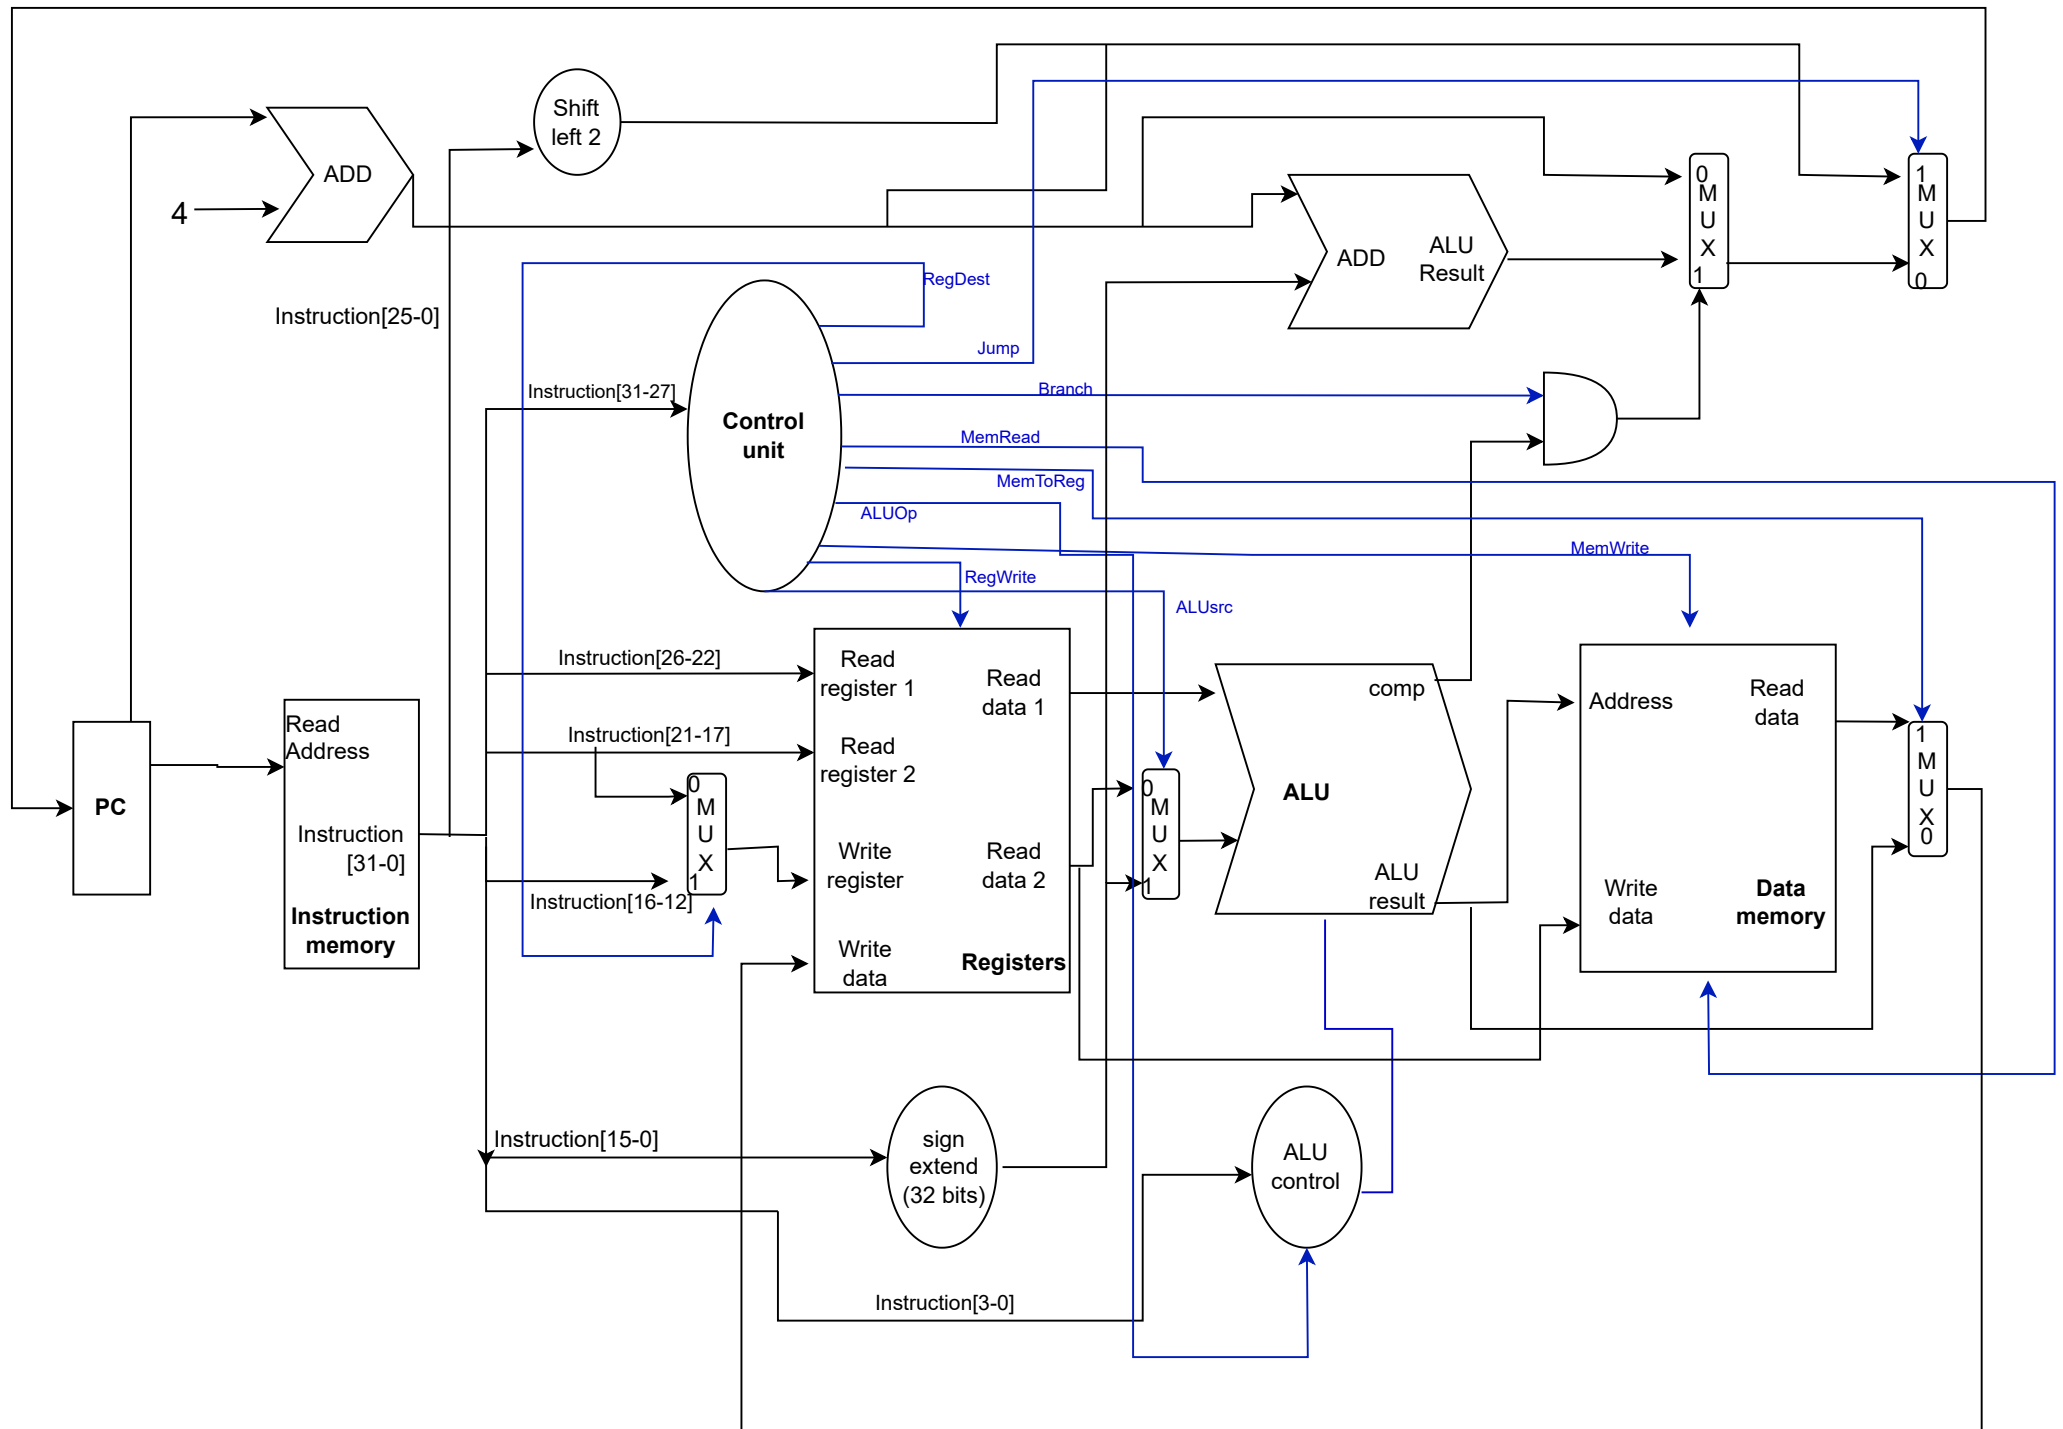 Shift
left 2
ADD
4
0
M
U
X
1
1
M
U
X
0
ADD
ALU
Result
RegDest
Instruction[25-0]
Jump
Instruction[31-27]
Branch
Control
unit
MemRead
MemToReg
ALUOp
MemWrite
RegWrite
ALUsrc
Instruction[26-22]
Read
register 1
Read
data 1
comp
Address
Read
data
Read
Address
Instruction[21-17]
Read
register 2
0
M
U
X
1
0
M
U
X
1
ALU
1
M
U
X
0
PC
Instruction
[31-0]
Write
register
Read
data 2
ALU
result
Write
data
Data
memory
Instruction[16-12]
Instruction
memory
Write
data
Registers
Instruction[15-0]
sign
extend
(32 bits)
ALU
control
Instruction[3-0]